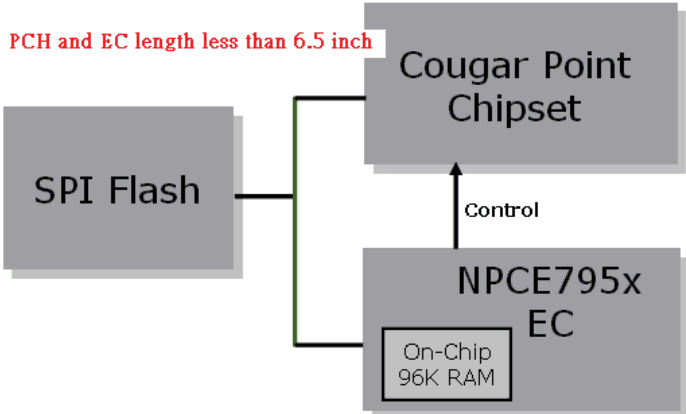 PCH and EC length less than 6.5 inch
Cougar Point
Chipset
SPI Flash
Control
NPCE795x
EC
On-Chip
96K RAM